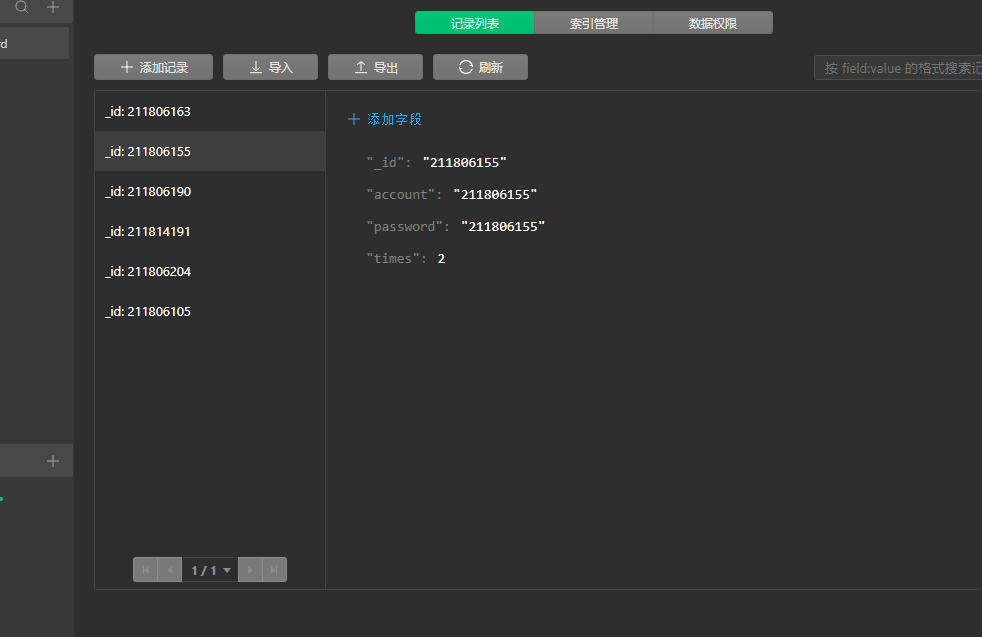 记录列表 索引管理 数据权限
rd
添加记录 导入 导出 刷新 按 field:value 的格式搜索记
_id: 211806163
_id: 211806155
_id: 211806190
_id: 211814191
_id: 211806204
_id: 211806105
添加字段
"_id": "211806155"
"account": "211806155"
"password": "211806155"
"times": 2
1 / 1